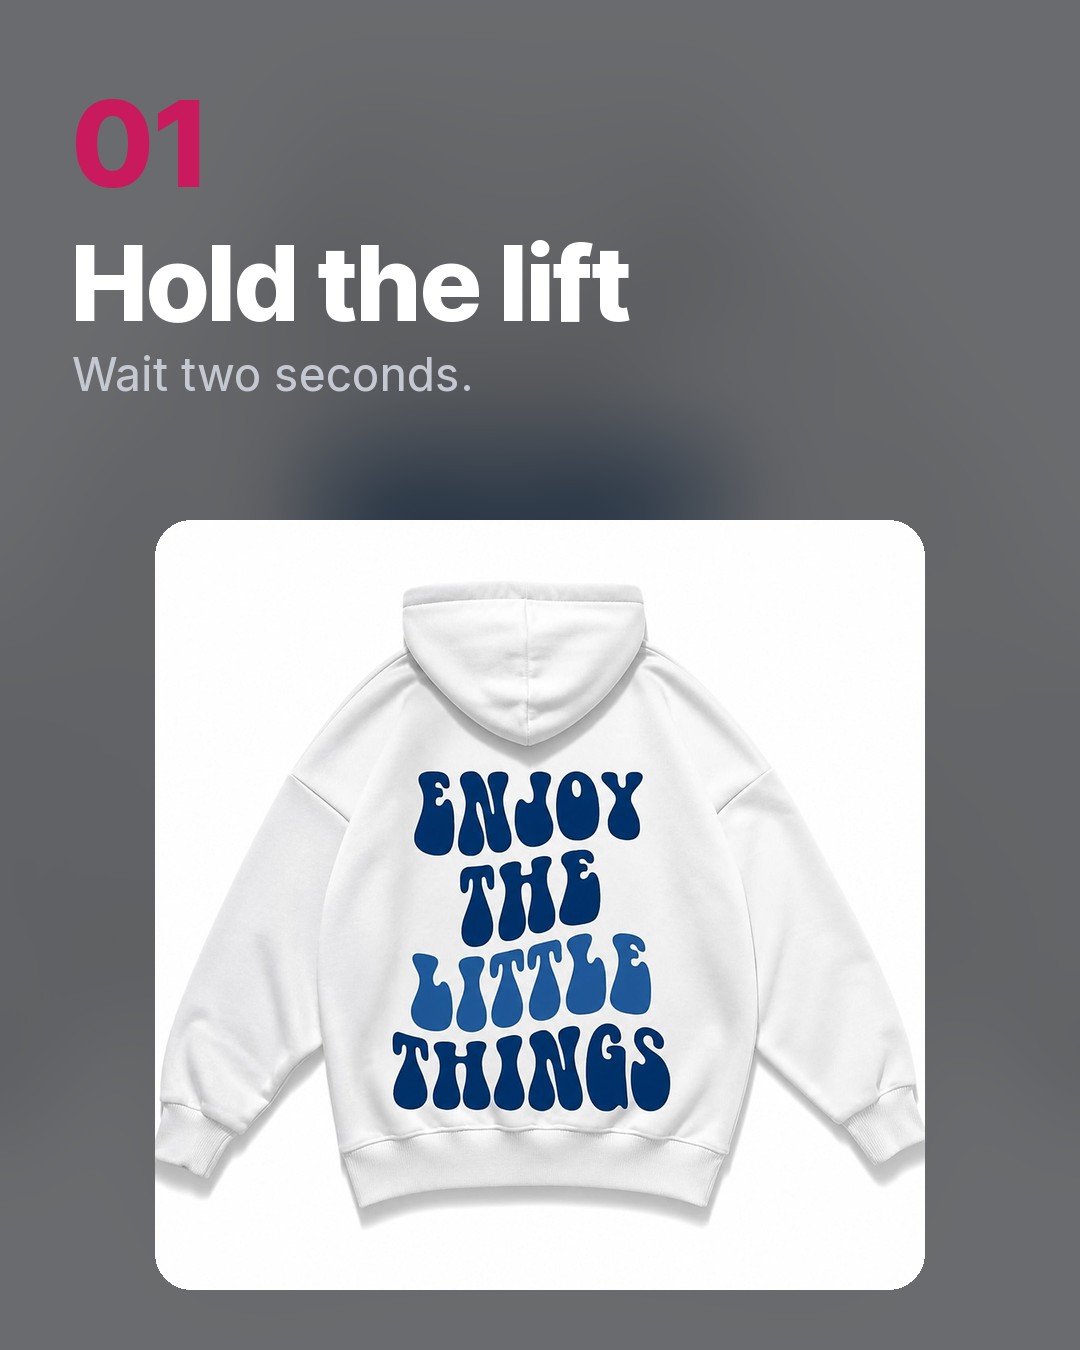 01
Hold the lift
Wait two seconds.
ENJOY
THE
LITTLE
THINGS